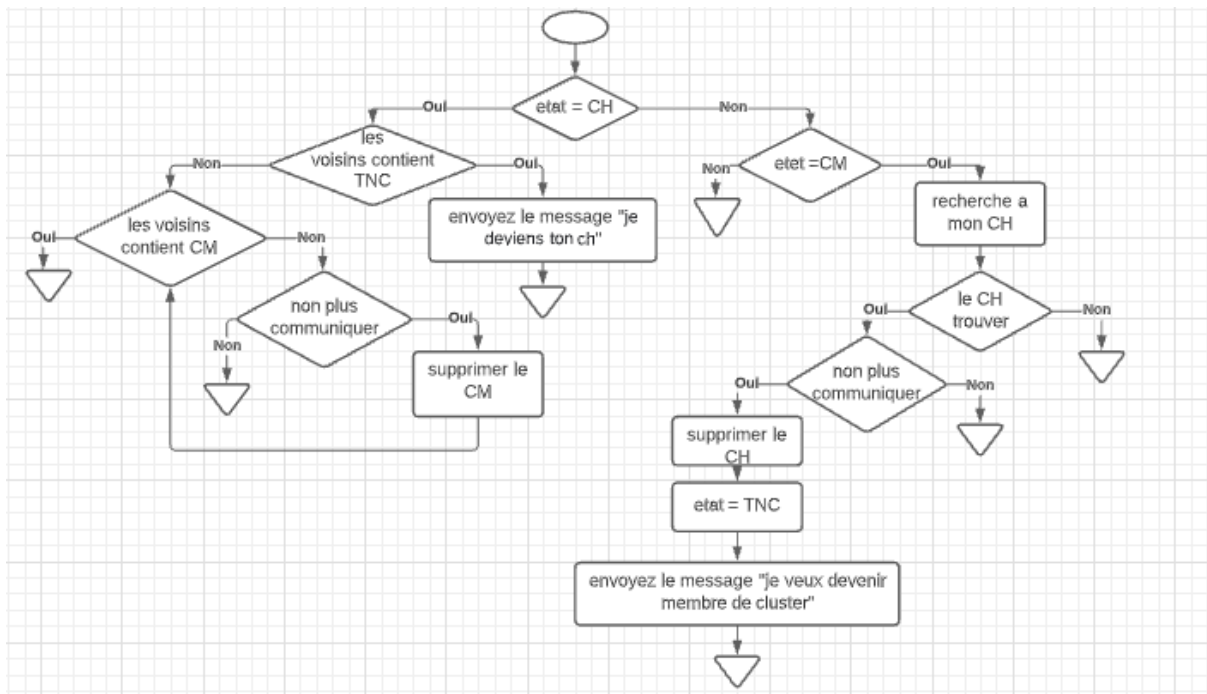 etat = CH
Oui
Non
les
voisins contient
TNC
etet =CM
Non
Oui
Non
Oui
recherche a
mon CH
envoyez le message "je
deviens ton ch"
les voisins
contient CM
Oui
Non
non plus
communiquer
Oui
Non
supprimer le
CM
le CH
trouver
Oui
Non
non plus
communiquer
Oui
Non
supprimer le
CH
etat = TNC
envoyez le message "je veux devenir
membre de cluster"